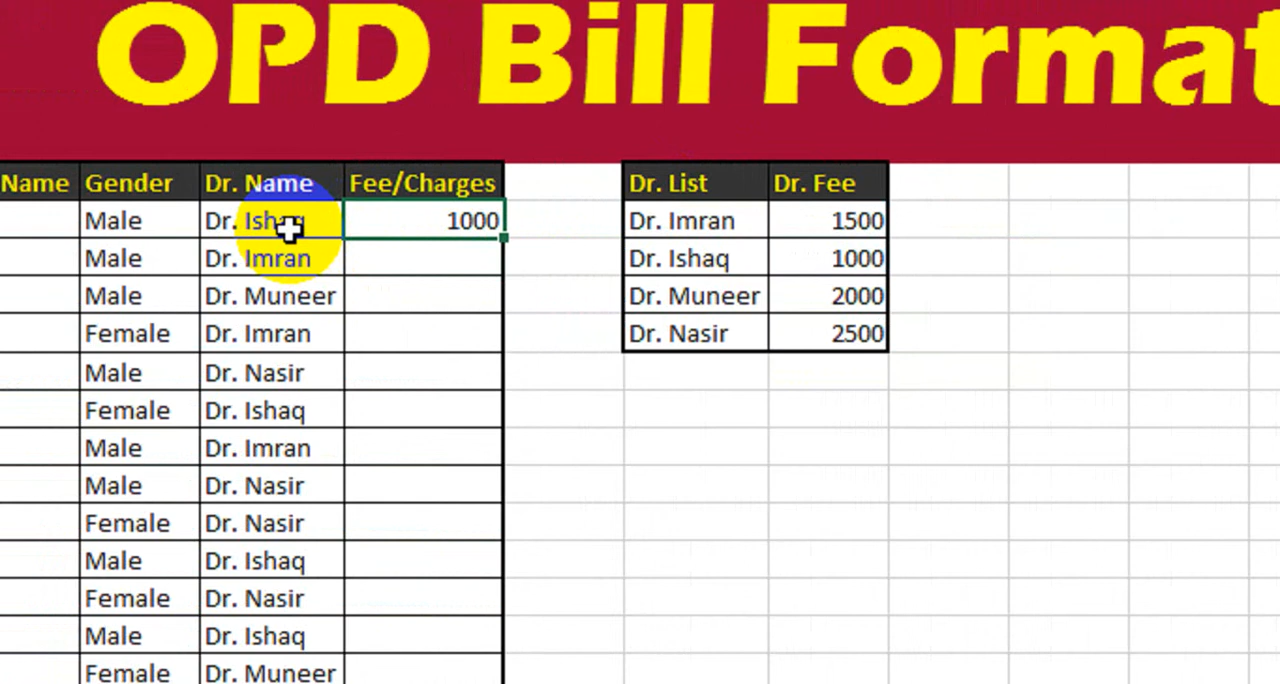 OPD Bill Format
Name Gender Dr. Name Fee/Charges Dr. List Dr. Fee
Male Dr. Ishaq 1000 Dr. Imran 1500
Male Dr. Imran Dr. Ishaq 1000
Male Dr. Muneer Dr. Muneer 2000
Female Dr. Imran Dr. Nasir 2500
Male Dr. Nasir
Female Dr. Ishaq
Male Dr. Imran
Male Dr. Nasir
Female Dr. Nasir
Male Dr. Ishaq
Female Dr. Nasir
Male Dr. Ishaq
Female Dr. Muneer